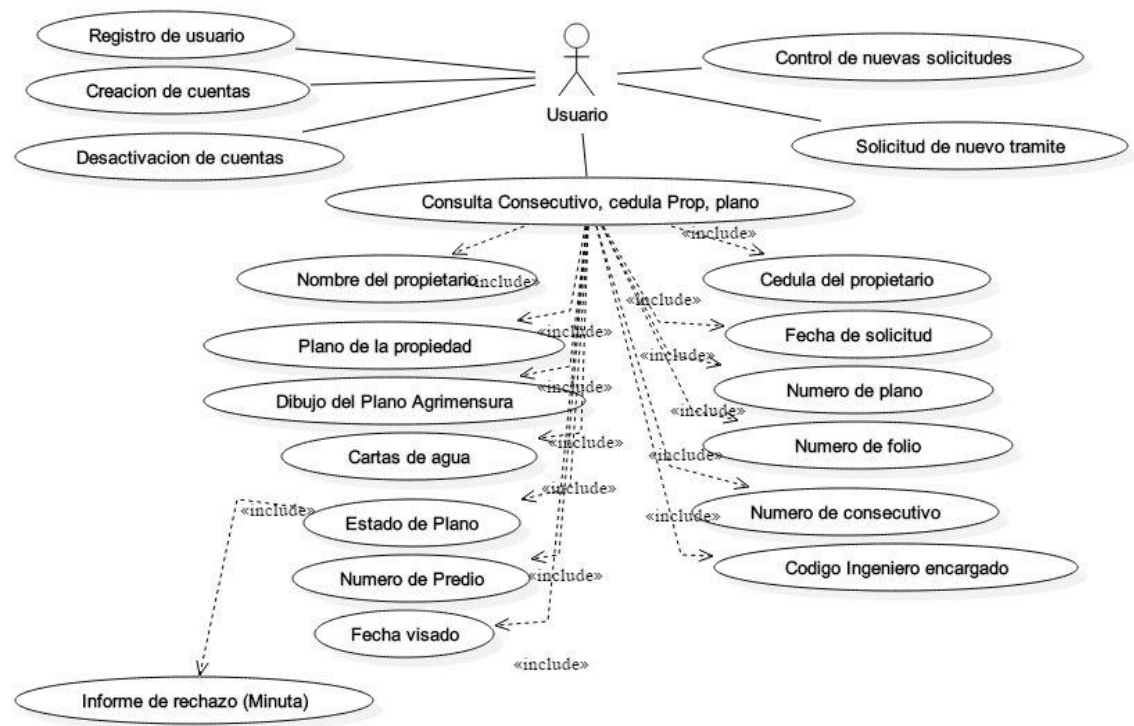 Registro de usuario
Control de nuevas solicitudes
Creacion de cuentas
Usuario
Desactivacion de cuentas
Solicitud de nuevo tramite
Consulta Consecutivo, cedula Prop, plano
«include»
Nombre del propietario
«include»
Cedula del propietario
«include»
Fecha de solicitud
«include»
Plano de la propiedad
«include»
Numero de plano
«include»
Dibujo del Plano Agrimensura
«include»
Numero de folio
«include»
Cartas de agua
«include»
Numero de consecutivo
«include»
«include»
«include»
Estado de Plano
Codigo Ingeniero encargado
Numero de Predio
«include»
Fecha visado
«include»
Informe de rechazo (Minuta)